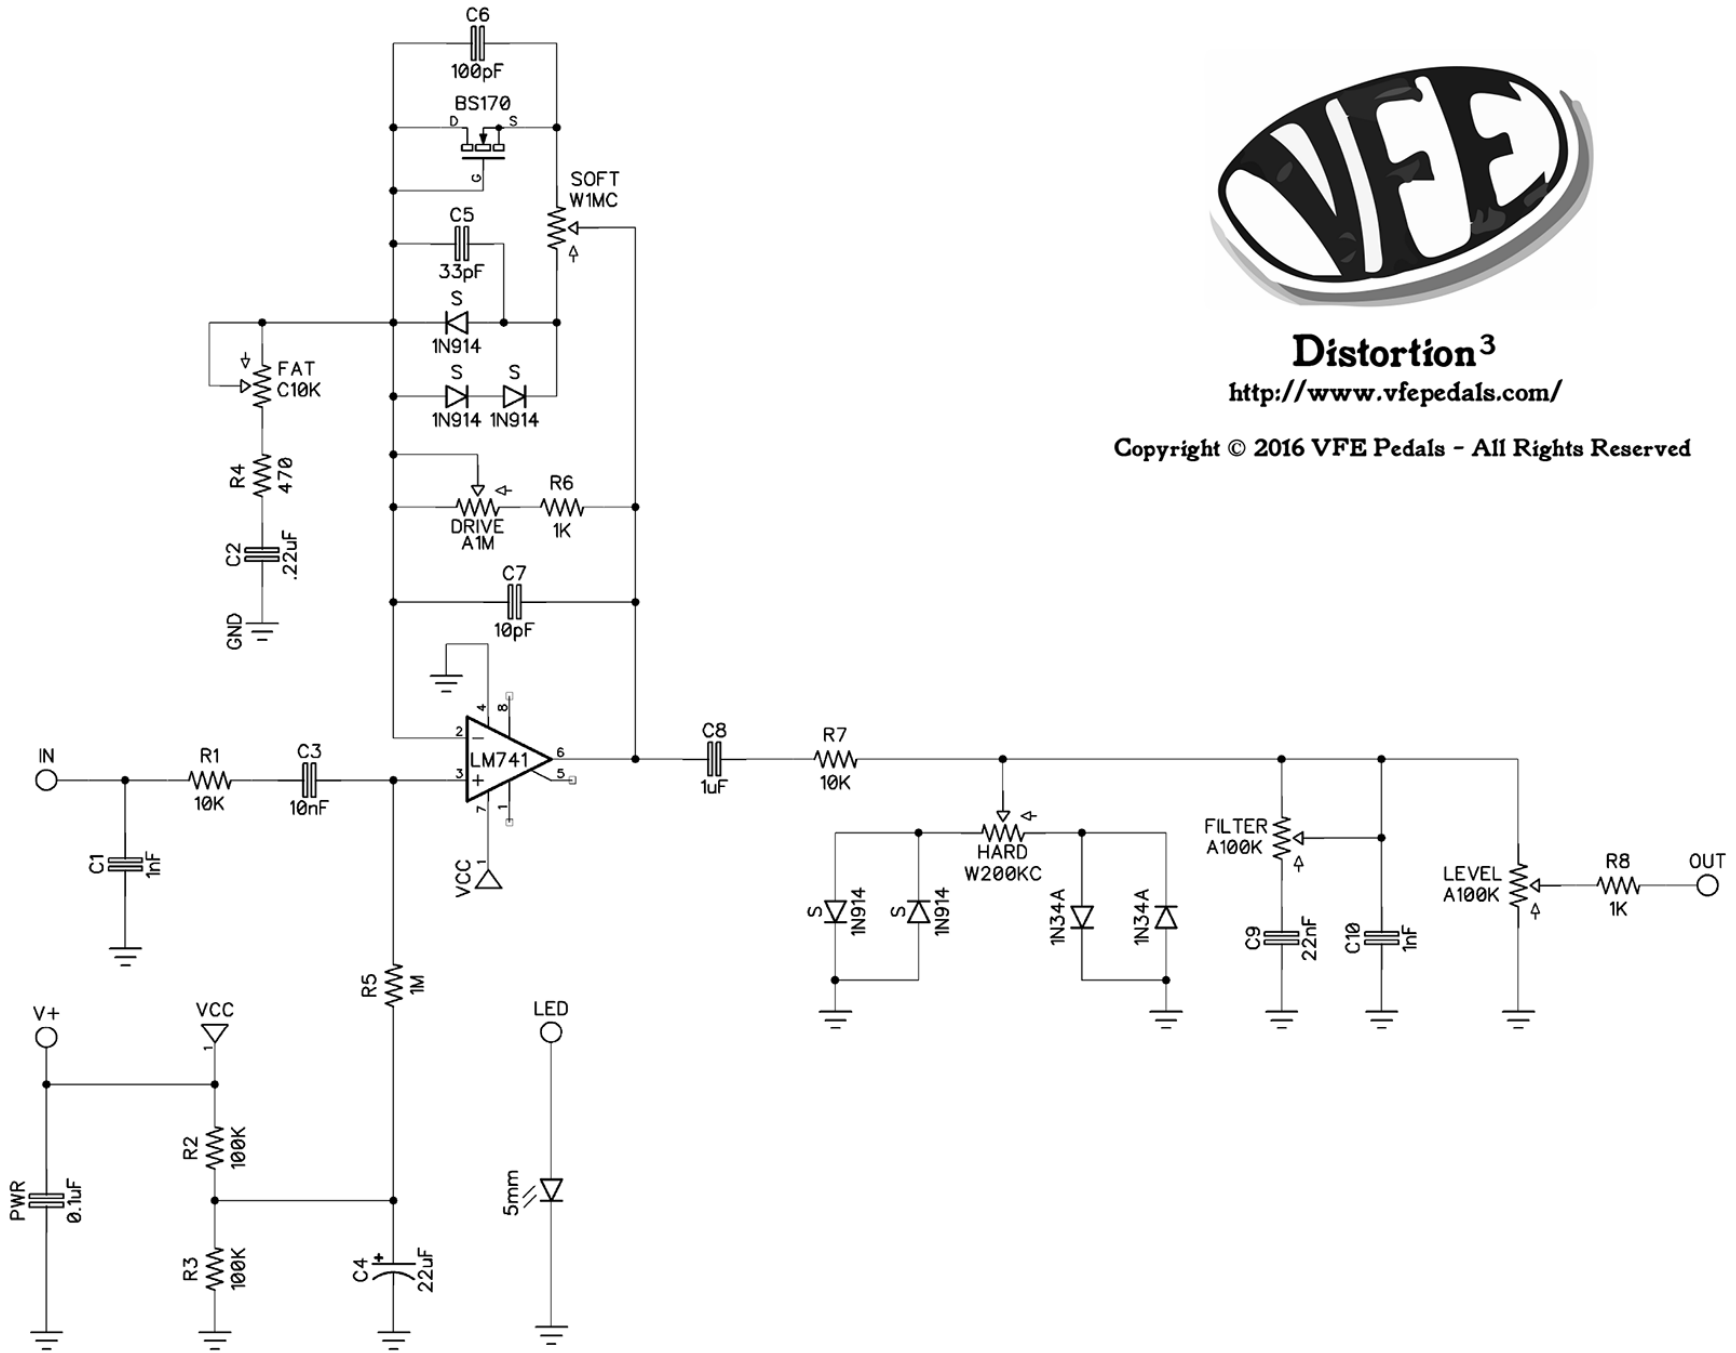 C6
100pF
BS170
D
S
G
SOFT
W1MC
C5
33pF
S
1N914
S
S
1N914
1N914
FAT
C10K
R4
470
C2
.22uF
GND
DRIVE
A1M
R6
1K
C7
10pF
VFE
Distortion³
http://www.vfepedals.com/
Copyright © 2016 VFE Pedals - All Rights Reserved
IN
R1
10K
C3
10nF
C1
1nF
2
3
4
8
LM741
6
5
7
1
VCC
1
C8
1uF
R7
10K
HARD
W200KC
S
1N914
S
1N914
1N34A
1N34A
FILTER
A100K
C9
22nF
C10
1nF
LEVEL
A100K
R8
1K
OUT
R5
1M
V+
VCC
1
PWR
0.1uF
R2
100K
R3
100K
C4
+
22uF
LED
5mm